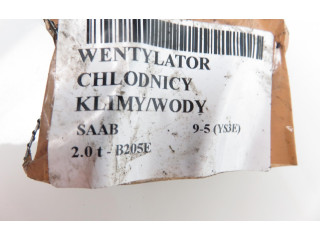 WENTYLATOR
CHLODNICY
KLIMY/WODY
SAAB 9-5 (YS3E)
2.0 t - B205E